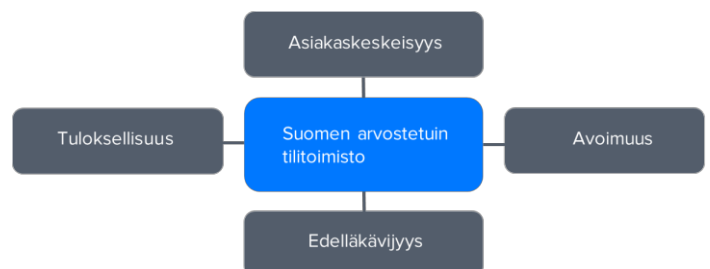 Asiakaskeskeisyys
Tuloksellisuus
Suomen arvostetuin
tilitoimisto
Avoimuus
Edelläkävijyys